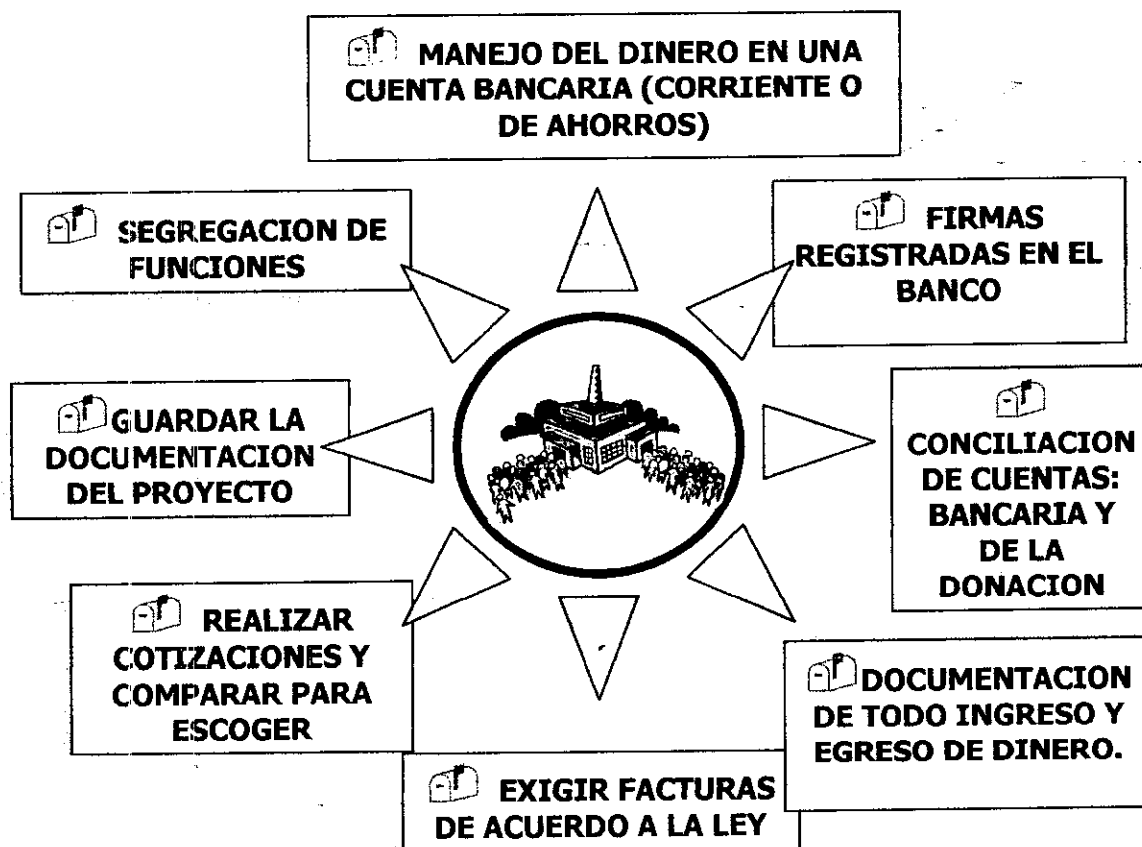 MANEJO DEL DINERO EN UNA
CUENTA BANCARIA (CORRIENTE O
DE AHORROS)
SEGREGACION DE
FUNCIONES
FIRMAS
REGISTRADAS EN EL
BANCO
GUARDAR LA
DOCUMENTACION
DEL PROYECTO
CONCILIACION
DE CUENTAS:
BANCARIA Y
DE LA
DONACION
REALIZAR
COTIZACIONES Y
COMPARAR PARA
ESCOGER
DOCUMENTACION
DE TODO INGRESO Y
EGRESO DE DINERO.
EXIGIR FACTURAS
DE ACUERDO A LA LEY